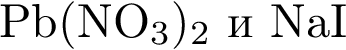 Pb(NO₃)₂ и NaI